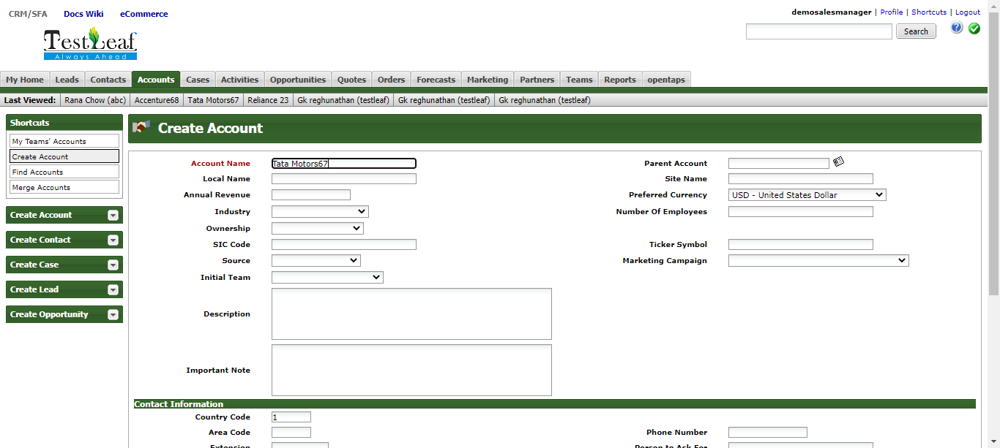 CRM/SFA Docs Wiki eCommerce
demosalesmanager | Profile | Shortcuts | Logout
TestLeaf
Always Ahead
Search
?
My Home Leads Contacts Accounts Cases Activities Opportunities Quotes Orders Forecasts Marketing Partners Teams Reports opentaps
Last Viewed: Rana Chow (abc) Accenture68 Tata Motors67 Reliance 23 Gk reghunathan (testleaf) Gk reghunathan (testleaf) Gk reghunathan (testleaf)
Shortcuts
My Teams' Accounts
Create Account
Find Accounts
Merge Accounts
Create Account
Create Contact
Create Case
Create Lead
Create Opportunity
Create Account
Account Name Tata Motors67 Parent Account
Local Name Site Name
Annual Revenue Preferred Currency USD - United States Dollar
Industry Number Of Employees
Ownership
SIC Code Ticker Symbol
Source Marketing Campaign
Initial Team
Description
Important Note
Contact Information
Country Code 1
Area Code Phone Number
Extension Person to Ask For